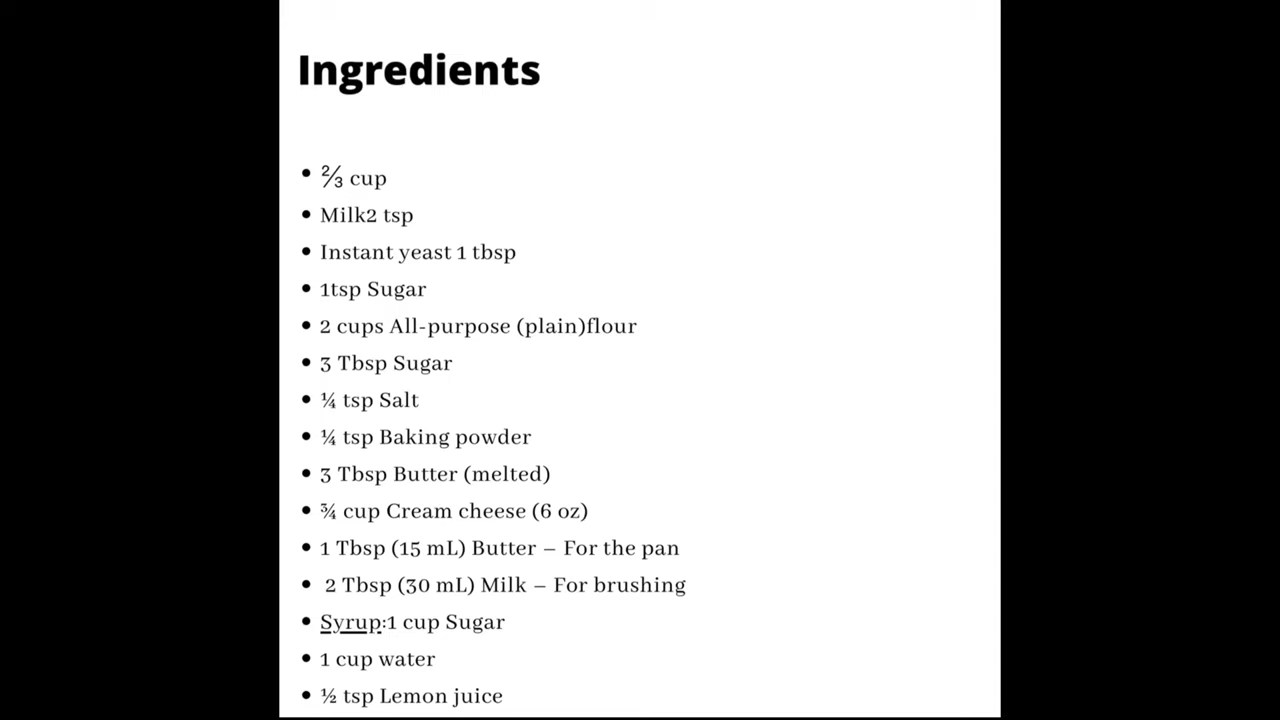 Ingredients
• ⅔ cup
• Milk2 tsp
• Instant yeast 1 tbsp
• 1tsp Sugar
• 2 cups All-purpose (plain)flour
• 3 Tbsp Sugar
• ¼ tsp Salt
• ¼ tsp Baking powder
• 3 Tbsp Butter (melted)
• ¾ cup Cream cheese (6 oz)
• 1 Tbsp (15 mL) Butter – For the pan
• 2 Tbsp (30 mL) Milk – For brushing
• Syrup:1 cup Sugar
• 1 cup water
• ½ tsp Lemon juice